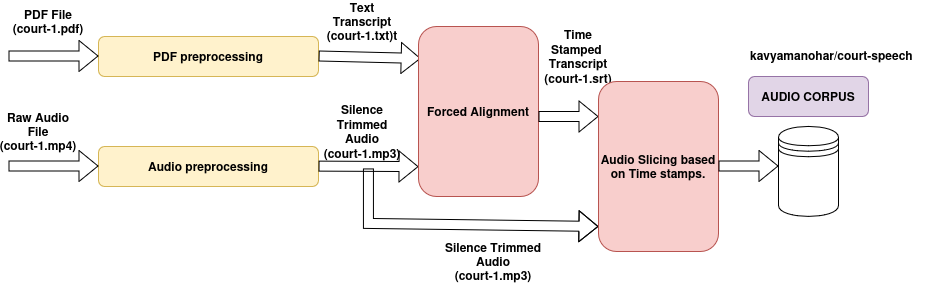 PDF File
(court-1.pdf)
PDF preprocessing
Text
Transcript
(court-1.txt)t
Raw Audio
File
(court-1.mp4)
Audio preprocessing
Silence
Trimmed
Audio
(court-1.mp3)
Forced Alignment
Time
Stamped
Transcript
(court-1.srt)
Silence Trimmed
Audio
(court-1.mp3)
Audio Slicing based
on Time stamps.
kavyamanohar/court-speech
AUDIO CORPUS